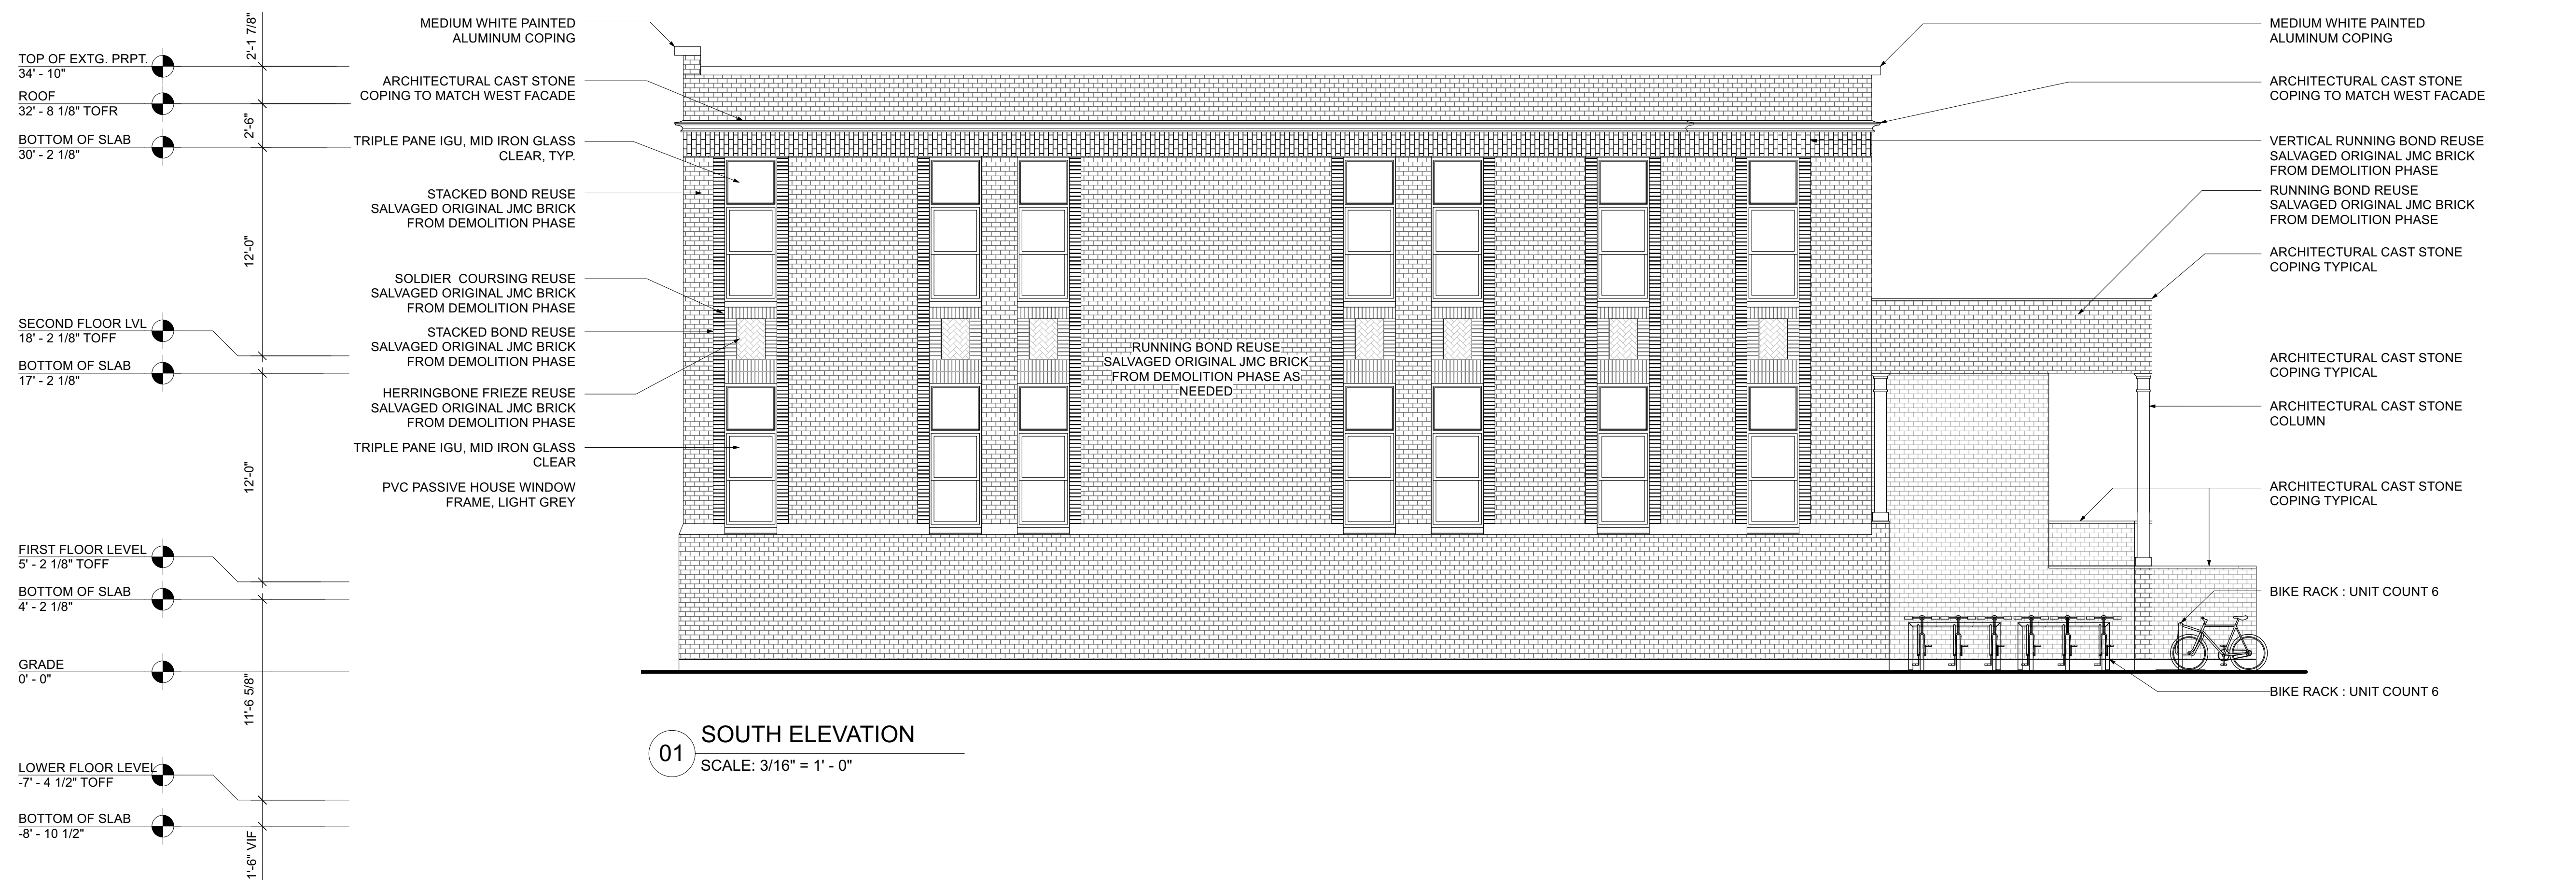 TOP OF EXTG. PRPT.
34' - 10"
ROOF
32' - 8 1/8" TOFR
BOTTOM OF SLAB
30' - 2 1/8"
SECOND FLOOR LVL
18' - 2 1/8" TOFF
BOTTOM OF SLAB
17' - 2 1/8"
FIRST FLOOR LEVEL
5' - 2 1/8" TOFF
BOTTOM OF SLAB
4' - 2 1/8"
GRADE
0' - 0"
LOWER FLOOR LEVEL
-7' - 4 1/2" TOFF
BOTTOM OF SLAB
-8' - 10 1/2"
2'-1 7/8"
2'-6"
12'-0"
12'-0"
11'-6 5/8"
1'-6" VIF
MEDIUM WHITE PAINTED
ALUMINUM COPING
ARCHITECTURAL CAST STONE
COPING TO MATCH WEST FACADE
TRIPLE PANE IGU, MID IRON GLASS
CLEAR, TYP.
STACKED BOND REUSE
SALVAGED ORIGINAL JMC BRICK
FROM DEMOLITION PHASE
SOLDIER COURSING REUSE
SALVAGED ORIGINAL JMC BRICK
FROM DEMOLITION PHASE
STACKED BOND REUSE
SALVAGED ORIGINAL JMC BRICK
FROM DEMOLITION PHASE
HERRINGBONE FRIEZE REUSE
SALVAGED ORIGINAL JMC BRICK
FROM DEMOLITION PHASE
TRIPLE PANE IGU, MID IRON GLASS
CLEAR
PVC PASSIVE HOUSE WINDOW
FRAME, LIGHT GREY
RUNNING BOND REUSE
SALVAGED ORIGINAL JMC BRICK
FROM DEMOLITION PHASE AS
NEEDED
MEDIUM WHITE PAINTED
ALUMINUM COPING
ARCHITECTURAL CAST STONE
COPING TO MATCH WEST FACADE
VERTICAL RUNNING BOND REUSE
SALVAGED ORIGINAL JMC BRICK
FROM DEMOLITION PHASE
RUNNING BOND REUSE
SALVAGED ORIGINAL JMC BRICK
FROM DEMOLITION PHASE
ARCHITECTURAL CAST STONE
COPING TYPICAL
ARCHITECTURAL CAST STONE
COPING TYPICAL
ARCHITECTURAL CAST STONE
COLUMN
ARCHITECTURAL CAST STONE
COPING TYPICAL
BIKE RACK : UNIT COUNT 6
BIKE RACK : UNIT COUNT 6
01
SOUTH ELEVATION
SCALE: 3/16" = 1' - 0"